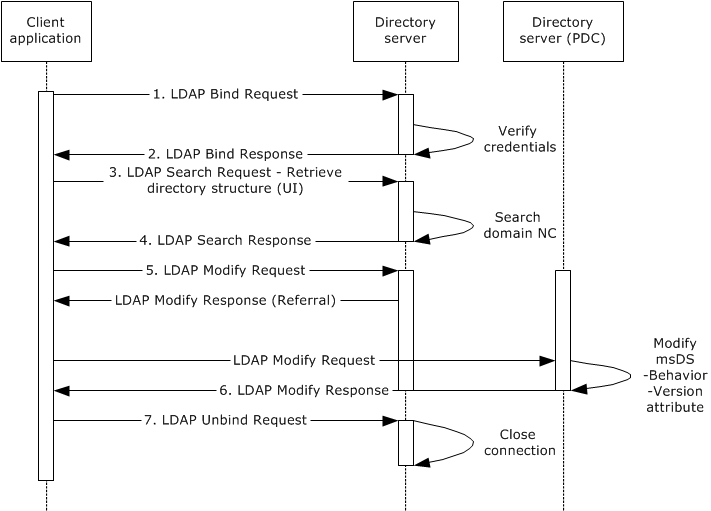 Client
application
Directory
server
Directory
server (PDC)
1. LDAP Bind Request
Verify
credentials
2. LDAP Bind Response
3. LDAP Search Request - Retrieve
directory structure (UI)
Search
domain NC
4. LDAP Search Response
5. LDAP Modify Request
LDAP Modify Response (Referral)
LDAP Modify Request
Modify
msDS
-Behavior
-Version
attribute
6. LDAP Modify Response
7. LDAP Unbind Request
Close
connection